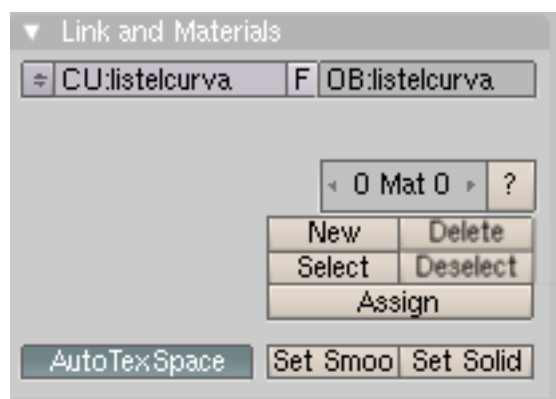 Link and Materials
CU:listelcurva F OB:listelcurva
0 Mat 0 ?
New Delete
Select Deselect
Assign
AutoTexSpace Set Smoo Set Solid